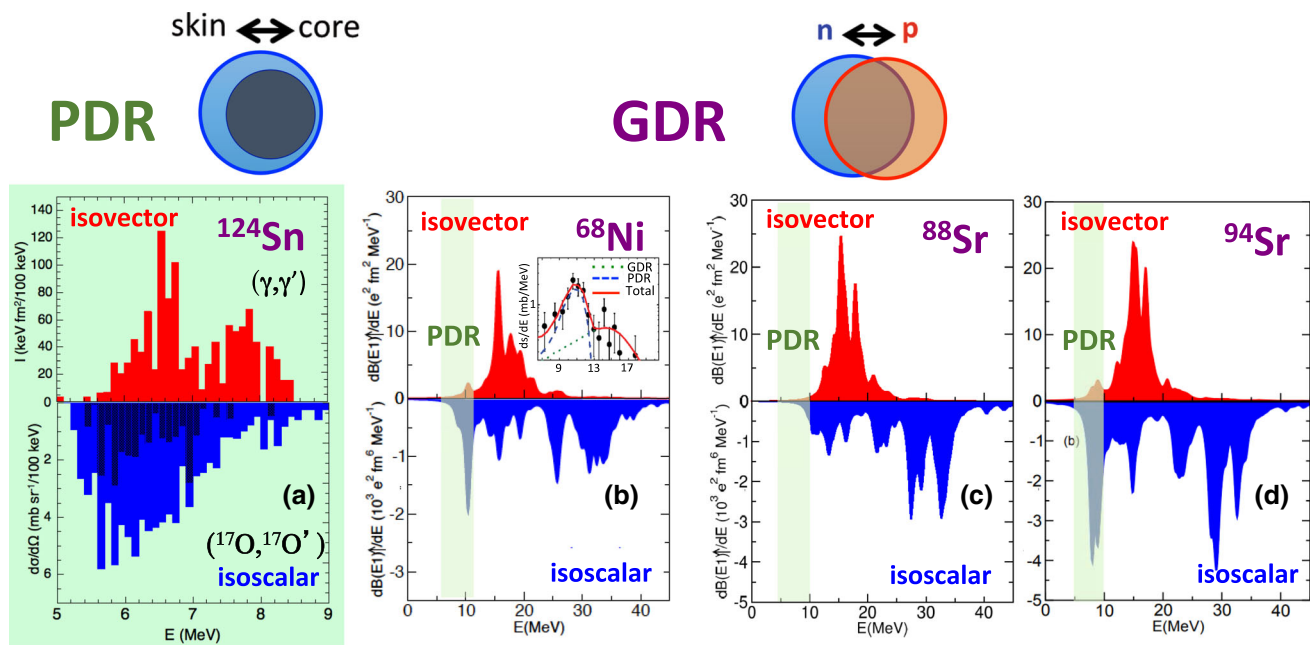 skin core
n p
PDR
GDR
isovector
124Sn
(γ,γ')
I (keV fm²/100 keV)
140
120
100
80
60
40
20
0
dσ/dΩ (mb sr⁻¹/100 keV)
2
4
6
(a)
(¹⁷O,¹⁷O' )
isoscalar
5 6 7 8 9
E (MeV)
isovector
⁶⁸Ni
PDR
dB(E1)/dE (e² fm² MeV⁻¹)
30
20
10
0
ds/dE (mb/MeV)
1
GDR
PDR
Total
9 13 17
dB(E1)/dE (10³ e² fm⁶ MeV⁻¹)
-1
-2
-3
(b)
isoscalar
0 10 20 30 40
E(MeV)
isovector
⁸⁸Sr
PDR
dB(E1)/dE (e² fm² MeV⁻¹)
30
20
10
0
dB(E1)/dE (10³ e² fm⁶ MeV⁻¹)
-1
-2
-3
-4
-5
(c)
isoscalar
0 10 20 30 40
E(MeV)
isovector
⁹⁴Sr
PDR
30
20
10
0
(b)
-1
-2
-3
-4
-5
(d)
isoscalar
0 10 20 30 40
E(MeV)